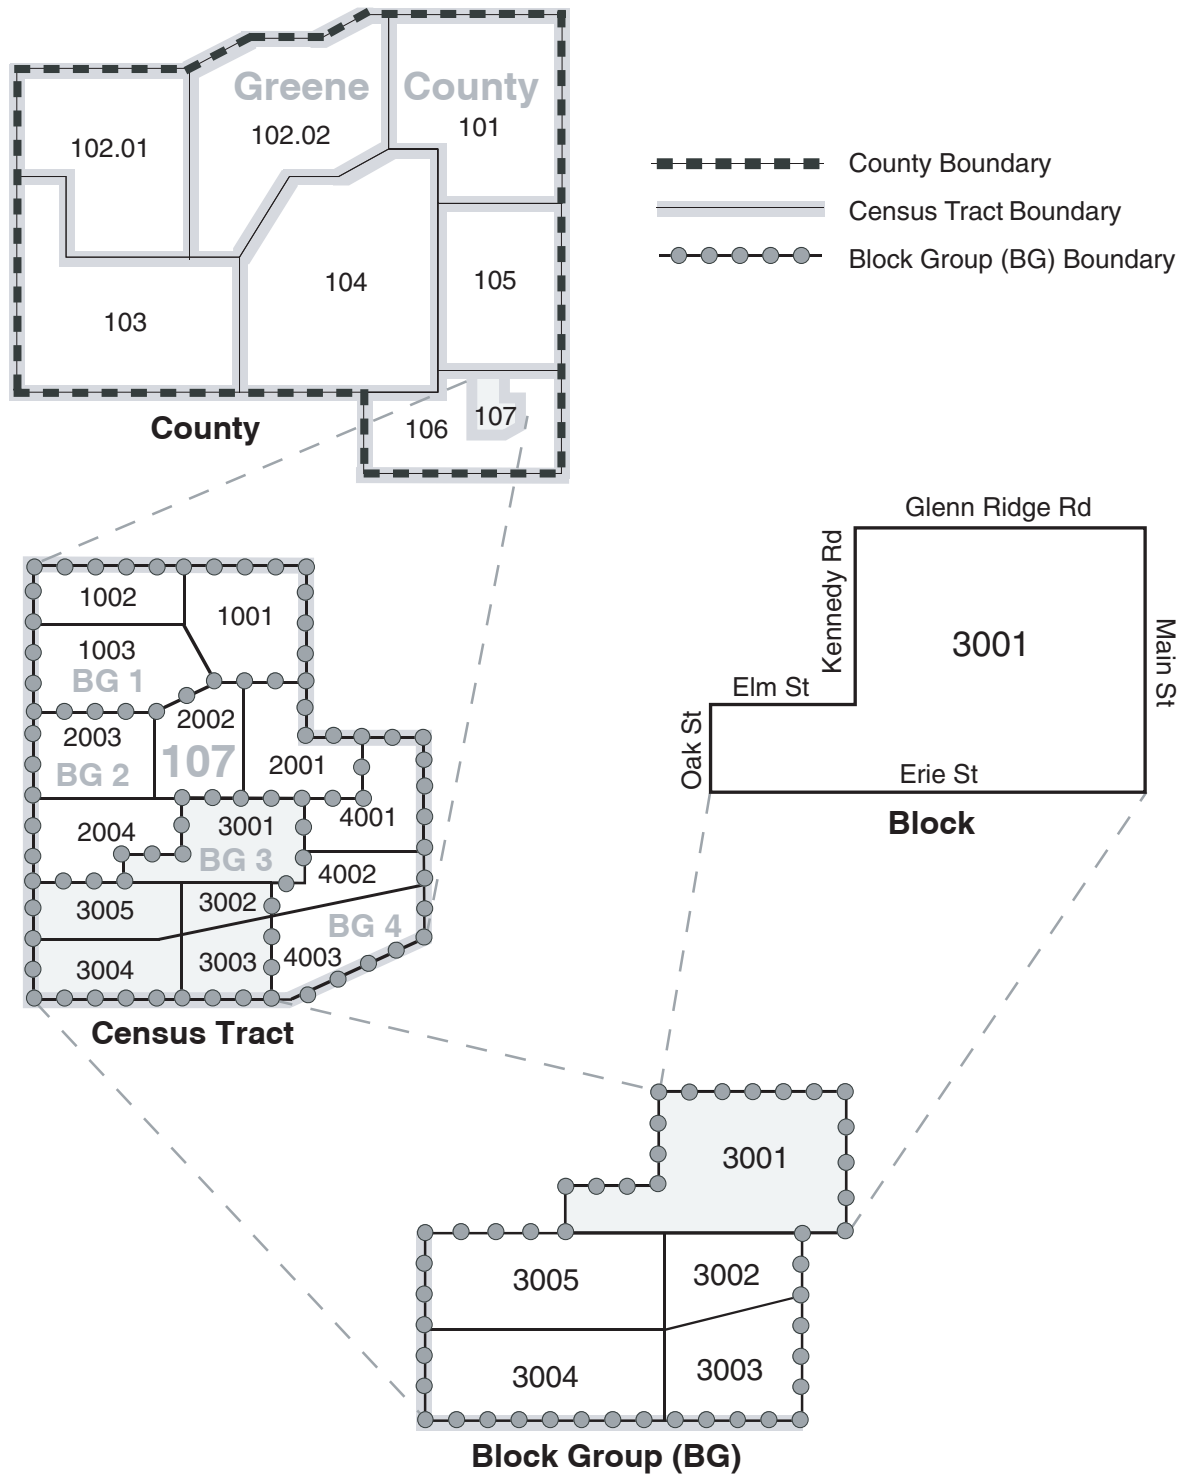 Greene County
102.01
102.02
101
103
104
105
106
107
County
County Boundary
Census Tract Boundary
Block Group (BG) Boundary
1002
1001
1003
BG 1
2002
2003
BG 2
107
2001
2004
3001
BG 3
4001
4002
3005
3002
BG 4
3004
3003
4003
Census Tract
Glenn Ridge Rd
Kennedy Rd
3001
Main St
Elm St
Oak St
Erie St
Block
3001
3005
3002
3004
3003
Block Group (BG)